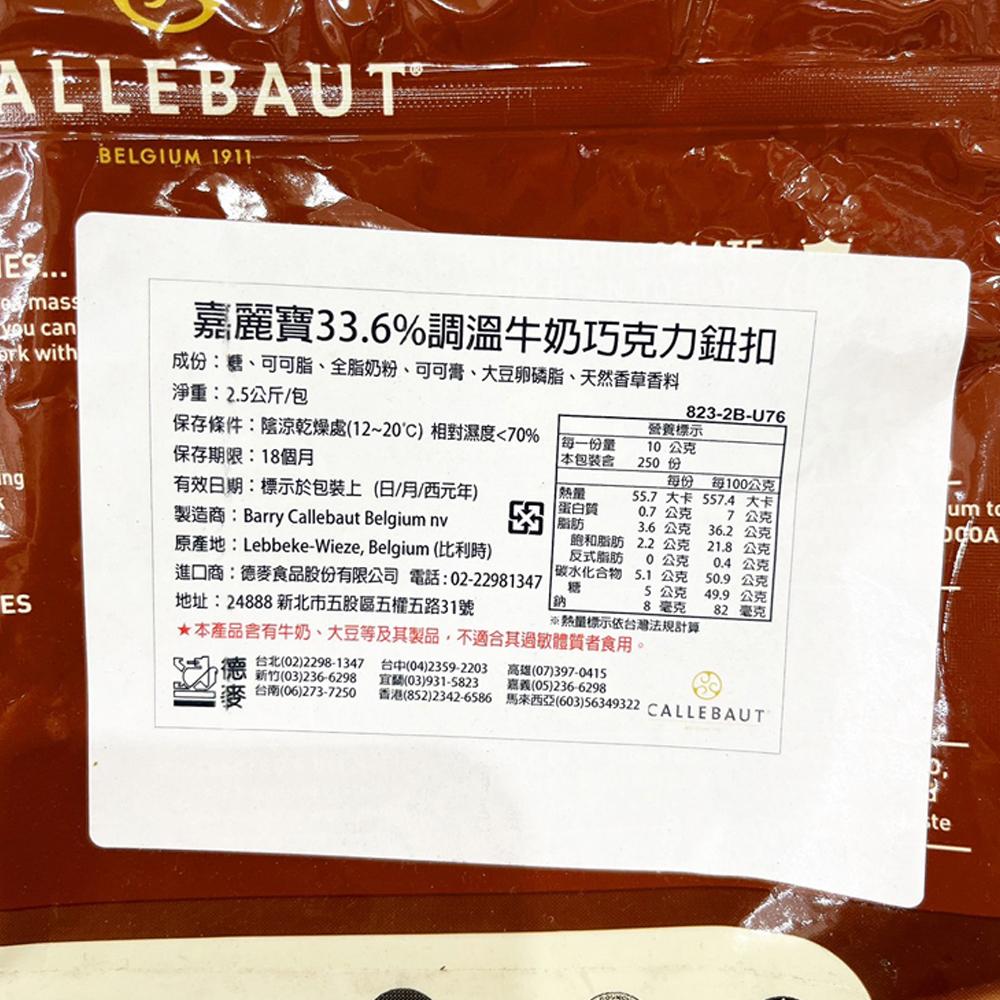 ALLEBAUT®
BELGIUM 1911
mass
you can
ork with
嘉麗寶33.6%調溫牛奶巧克力鈕扣
成份：糖、可可脂、全脂奶粉、可可膏、大豆卵磷脂、天然香草香料
淨重：2.5公斤/包
保存條件：陰涼乾燥處(12~20℃) 相對濕度<70%
保存期限：18個月
有效日期：標示於包裝上 (日/月/西元年)
製造商：Barry Callebaut Belgium nv
原產地：Lebbeke-Wieze, Belgium (比利時)
進口商：德麥食品股份有限公司 電話：02-22981347
地址：24888 新北市五股區五權五路31號
823-2B-U76
營養標示
每一份量 10 公克
本包裝含 250 份
每份 每100公克
熱量 55.7 大卡 557.4 大卡
蛋白質 0.7 公克 7 公克
脂肪 3.6 公克 36.2 公克
飽和脂肪 2.2 公克 21.8 公克
反式脂肪 0 公克 0.4 公克
碳水化合物 5.1 公克 50.9 公克
糖 5 公克 49.9 公克
鈉 8 毫克 82 毫克
※熱量標示依台灣法規計算
★本產品含有牛奶、大豆等及其製品，不適合其過敏體質者食用。
德麥
台北(02)2298-1347 台中(04)2359-2203 高雄(07)397-0415
新竹(03)236-6298 宜蘭(03)931-5823 嘉義(05)236-6298
台南(06)273-7250 香港(852)2342-6586 馬來西亞(603)56349322
CALLEBAUT